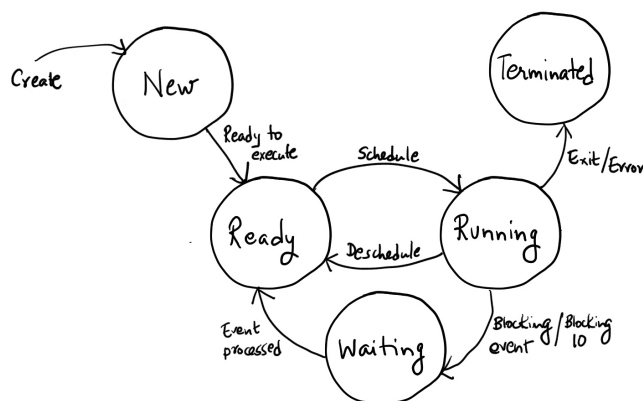 Create
New
Terminated
Ready to
execute
Schedule
Exit/Error
Ready
Running
Deschedule
Event
processed
Waiting
Blocking/Blocking
event IO